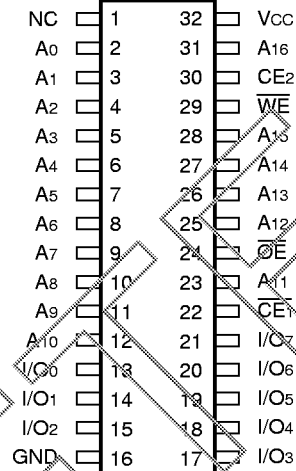 NC 1 32 VCC
A0 2 31 A16
A1 3 30 CE2
A2 4 29 W̅E̅
A3 5 28 A15
A4 6 27 A14
A5 7 26 A13
A6 8 25 A12
A7 9 24 O̅E̅
A8 10 23 A11
A9 11 22 C̅E̅1̅
A10 12 21 I/O7
I/O0 13 20 I/O6
I/O1 14 19 I/O5
I/O2 15 18 I/O4
GND 16 17 I/O3